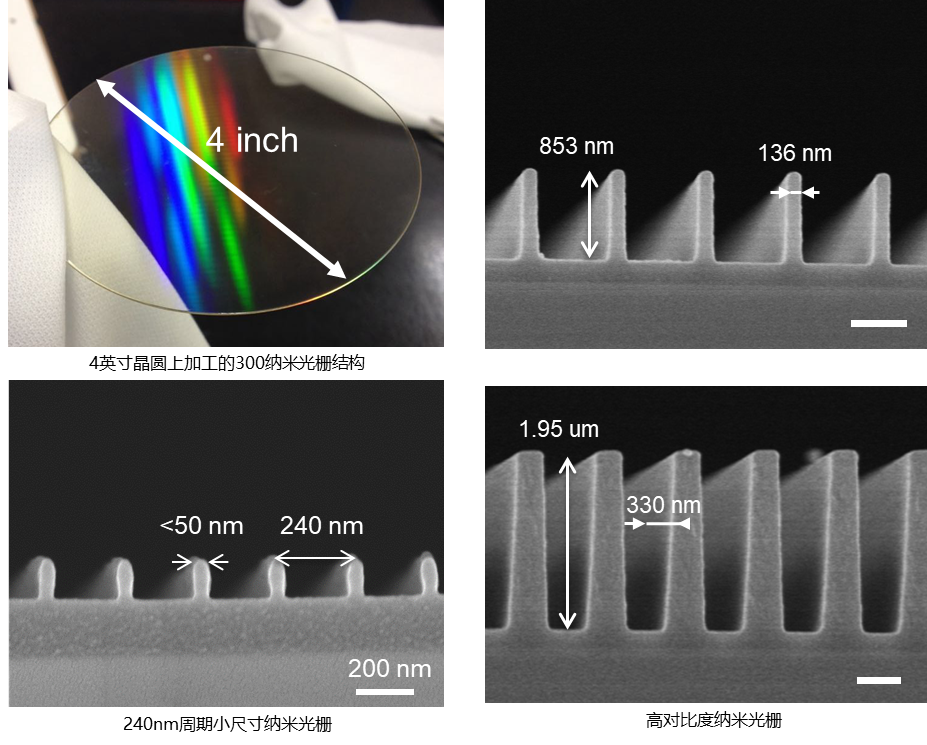 4 inch
853 nm
136 nm
4英寸晶圆上加工的300纳米光栅结构
<50 nm
240 nm
200 nm
1.95 um
330 nm
240nm周期小尺寸纳米光栅
高对比度纳米光栅